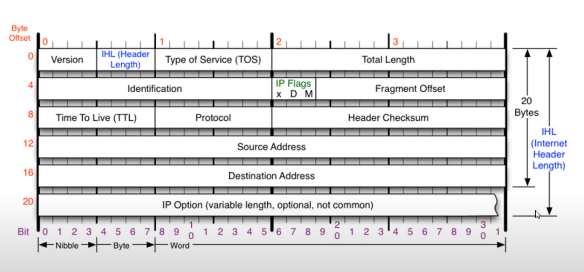 Byte
Offset
0 1 2 3
0 Version IHL (Header Length) Type of Service (TOS) Total Length
4 Identification IP Flags x D M Fragment Offset
8 Time To Live (TTL) Protocol Header Checksum
12 Source Address
16 Destination Address
20 IP Option (variable length, optional, not common)
20 Bytes
IHL (Internet Header Length)
Bit 0 1 2 3 4 5 6 7 8 9 1 0 1 2 3 4 5 6 7 8 9 2 0 1 2 3 4 5 6 7 8 9 3 0 1
Nibble Byte Word